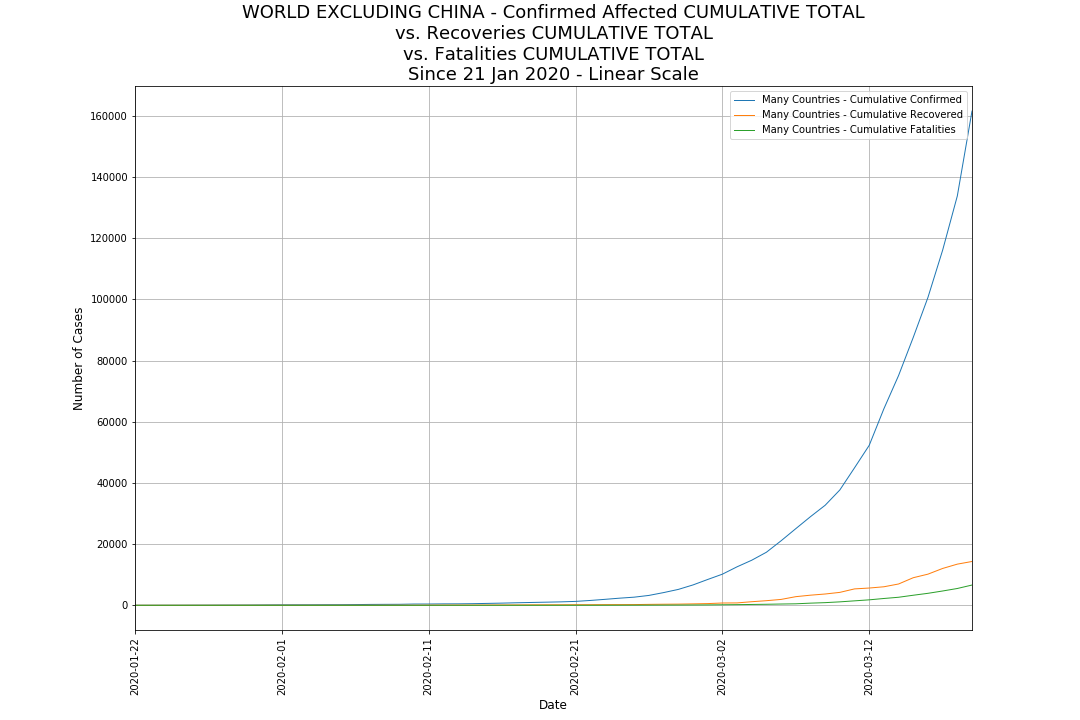 WORLD EXCLUDING CHINA - Confirmed Affected CUMULATIVE TOTAL
vs. Recoveries CUMULATIVE TOTAL
vs. Fatalities CUMULATIVE TOTAL
Since 21 Jan 2020 - Linear Scale
Many Countries - Cumulative Confirmed
Many Countries - Cumulative Recovered
Many Countries - Cumulative Fatalities
Number of Cases
160000
140000
120000
100000
80000
60000
40000
20000
0
2020-01-22
2020-02-01
2020-02-11
2020-02-21
2020-03-02
2020-03-12
Date